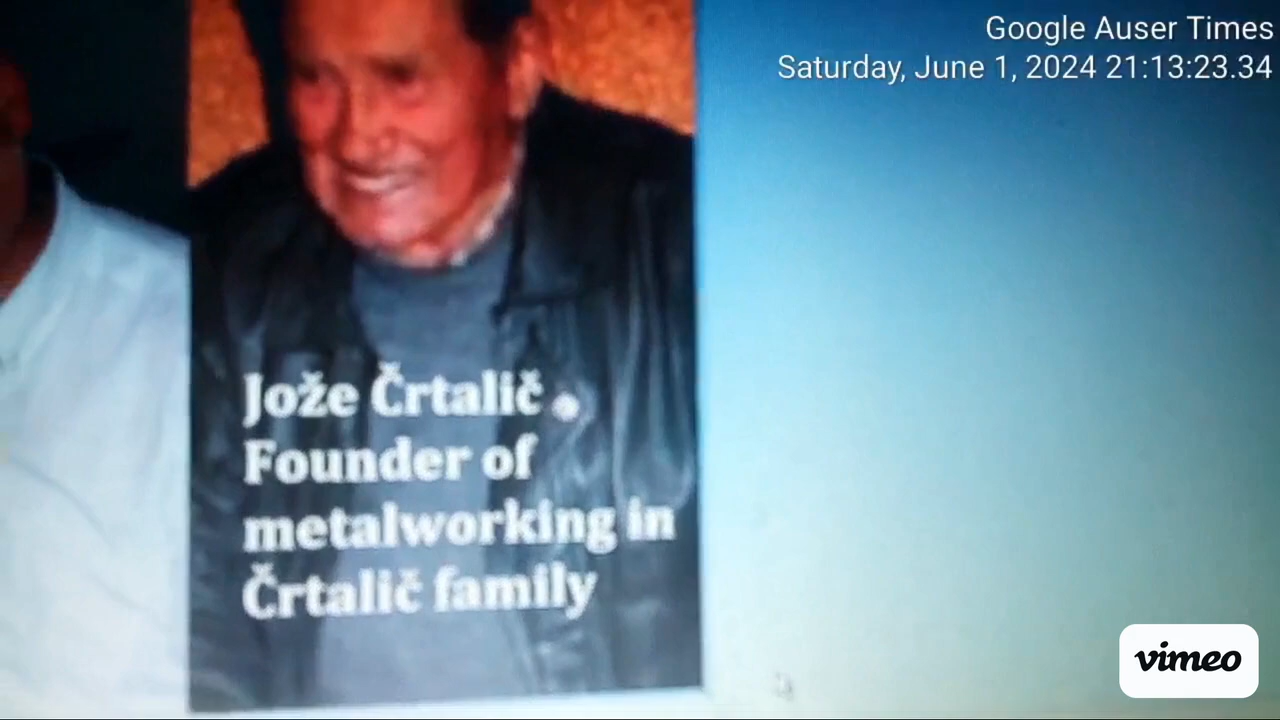 Google Auser Times
Saturday, June 1, 2024 21:13:23.34
Jože Črtalič
Founder of
metalworking in
Črtalič family
vimeo